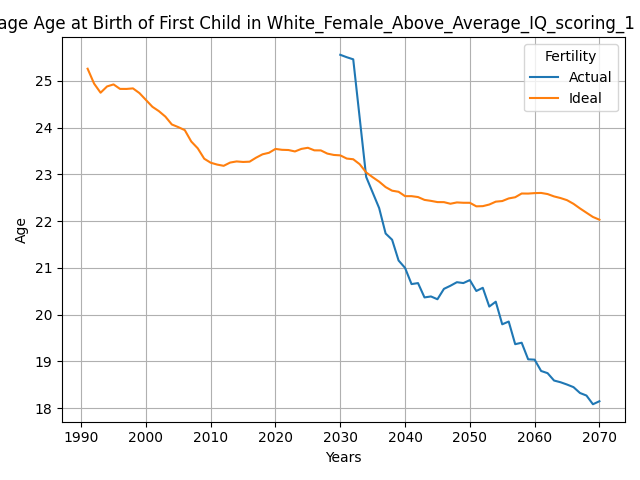 age Age at Birth of First Child in White_Female_Above_Average_IQ_scoring_1
Fertility
Actual
Ideal
25
24
23
22
21
20
19
18
Age
1990 2000 2010 2020 2030 2040 2050 2060 2070
Years